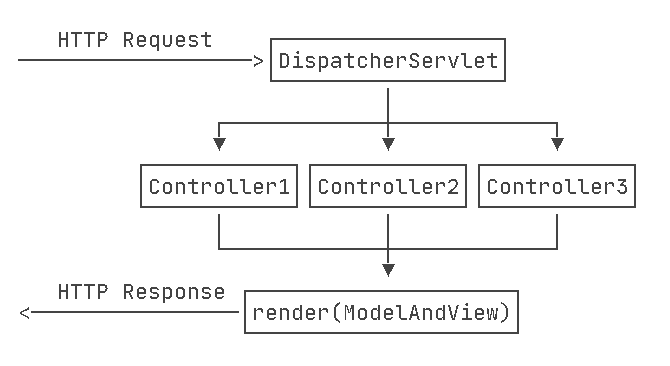 HTTP Request
DispatcherServlet
Controller1
Controller2
Controller3
HTTP Response
render(ModelAndView)